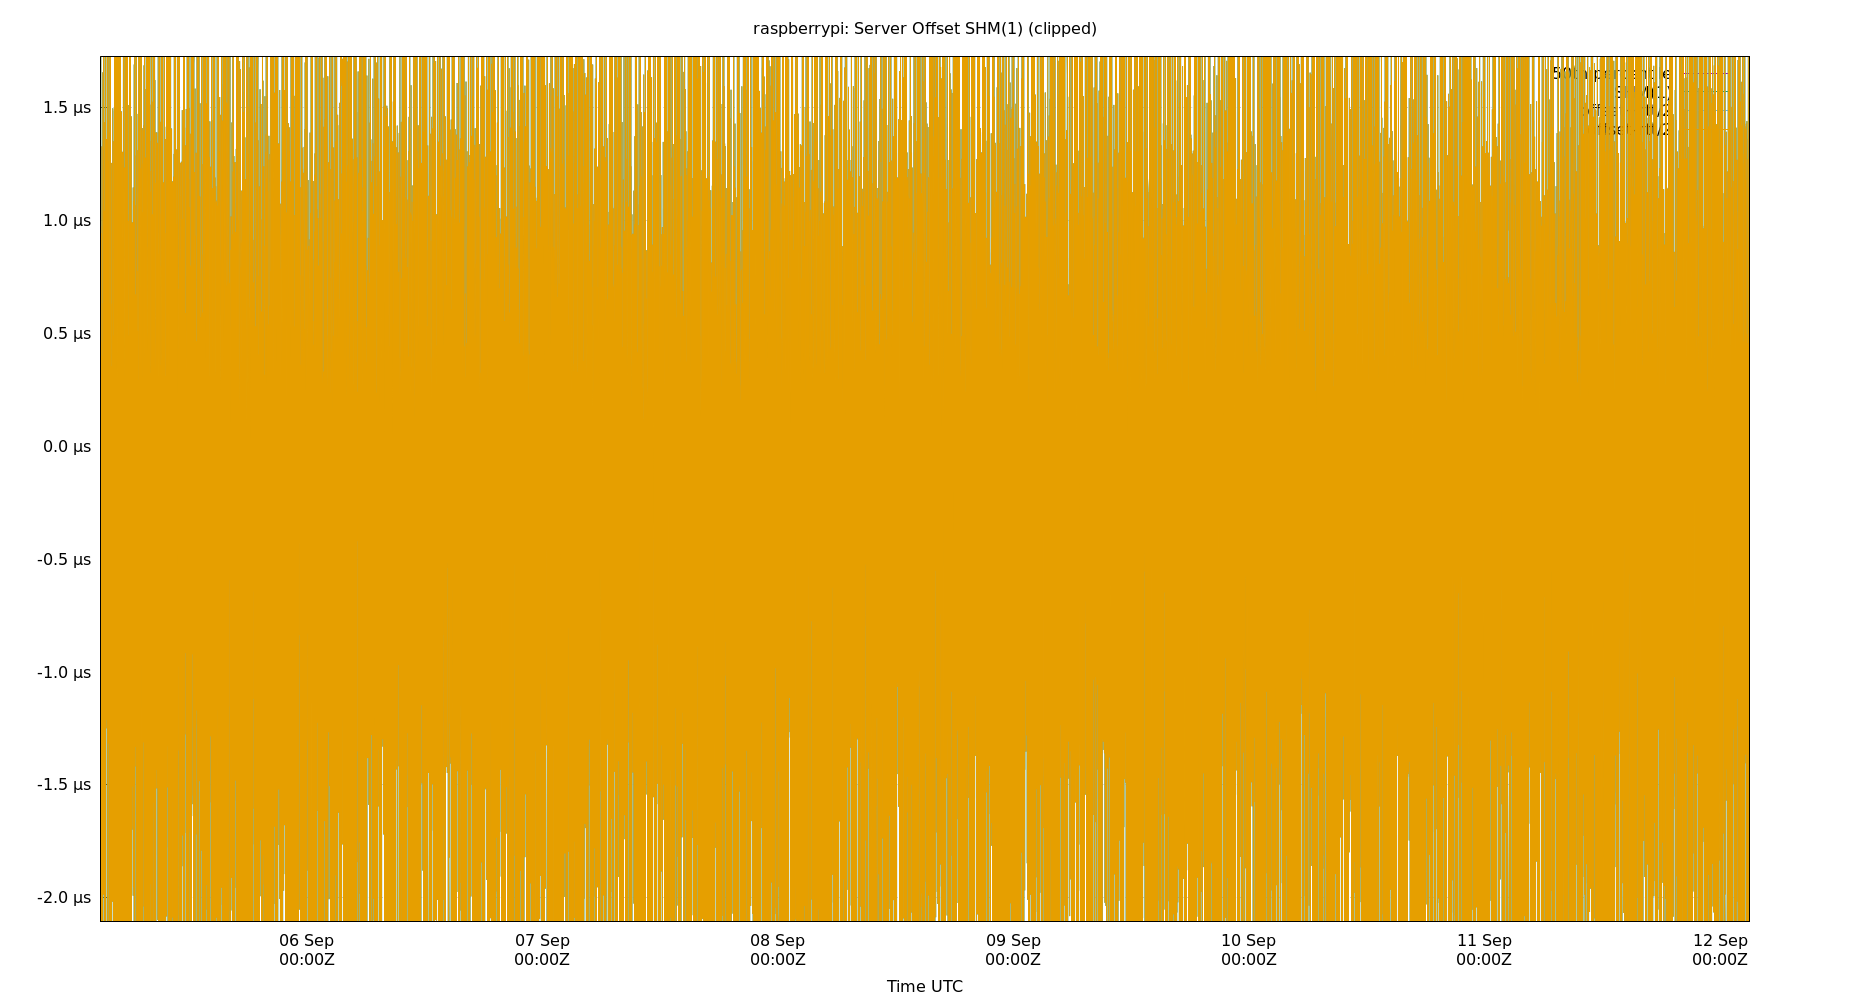 raspberrypi: Server Offset SHM(1) (clipped)
1.5 µs
1.0 µs
0.5 µs
0.0 µs
-0.5 µs
-1.0 µs
-1.5 µs
-2.0 µs
06 Sep 07 Sep 08 Sep 09 Sep 10 Sep 11 Sep 12 Sep
00:00Z 00:00Z 00:00Z 00:00Z 00:00Z 00:00Z 00:00Z
Time UTC